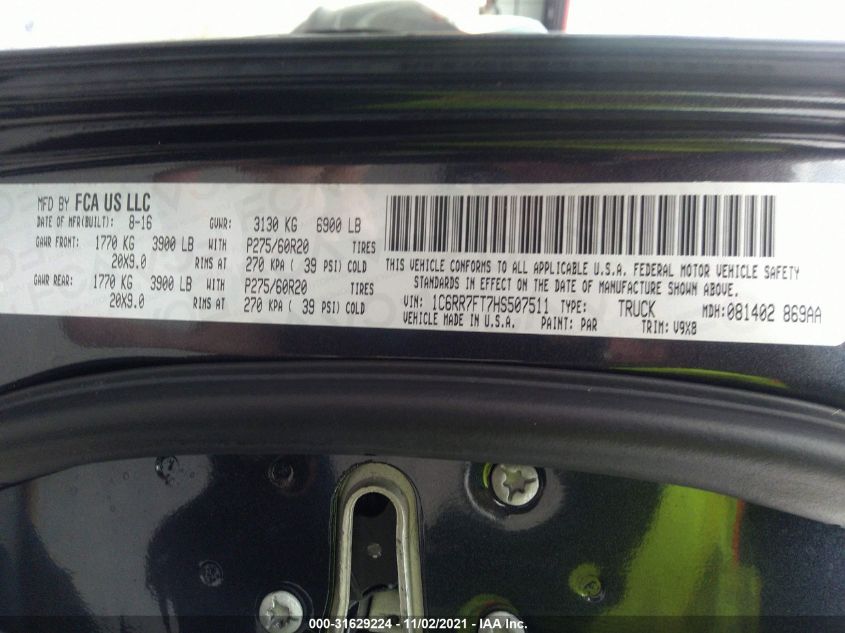 MFD BY FCA US LLC
DATE OF MFR(BUILT): 8-16 GVWR: 3130 KG 6900 LB
GAWR FRONT: 1770 KG 3900 LB WITH P275/60R20 TIRES
20X9.0 RIMS AT 270 KPA ( 39 PSI) COLD
GAWR REAR: 1770 KG 3900 LB WITH P275/60R20 TIRES
20X9.0 RIMS AT 270 KPA ( 39 PSI) COLD
THIS VEHICLE CONFORMS TO ALL APPLICABLE U.S.A. FEDERAL MOTOR VEHICLE SAFETY
STANDARDS IN EFFECT ON THE DATE OF MANUFACTURE SHOWN ABOVE.
VIN: 1C6RR7FT7HS507511 TYPE: TRUCK MDH: 081402 869AA
VEHICLE MADE IN U.S.A. PAINT: PAR TRIM: V9X8
000-31629224 - 11/02/2021 - IAA Inc.